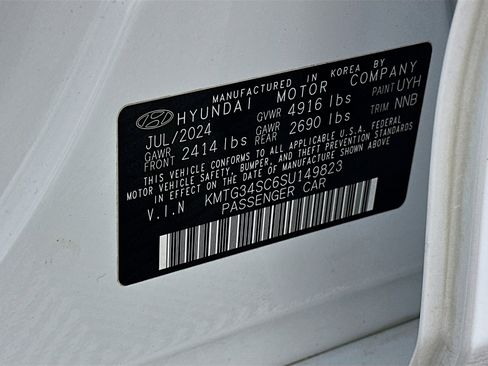 MANUFACTURED IN KOREA BY
HYUNDAI MOTOR COMPANY
JUL/2024 GVWR 4916 lbs PAINT UYH
GAWR FRONT 2414 lbs GAWR REAR 2690 lbs TRIM NNB
THIS VEHICLE CONFORMS TO ALL APPLICABLE U.S.A. FEDERAL
MOTOR VEHICLE SAFETY, BUMPER, AND THEFT PREVENTION STANDARDS
IN EFFECT ON THE DATE OF MANUFACTURE SHOWN ABOVE.
V.I.N KMTG34SC6SU149823
PASSENGER CAR